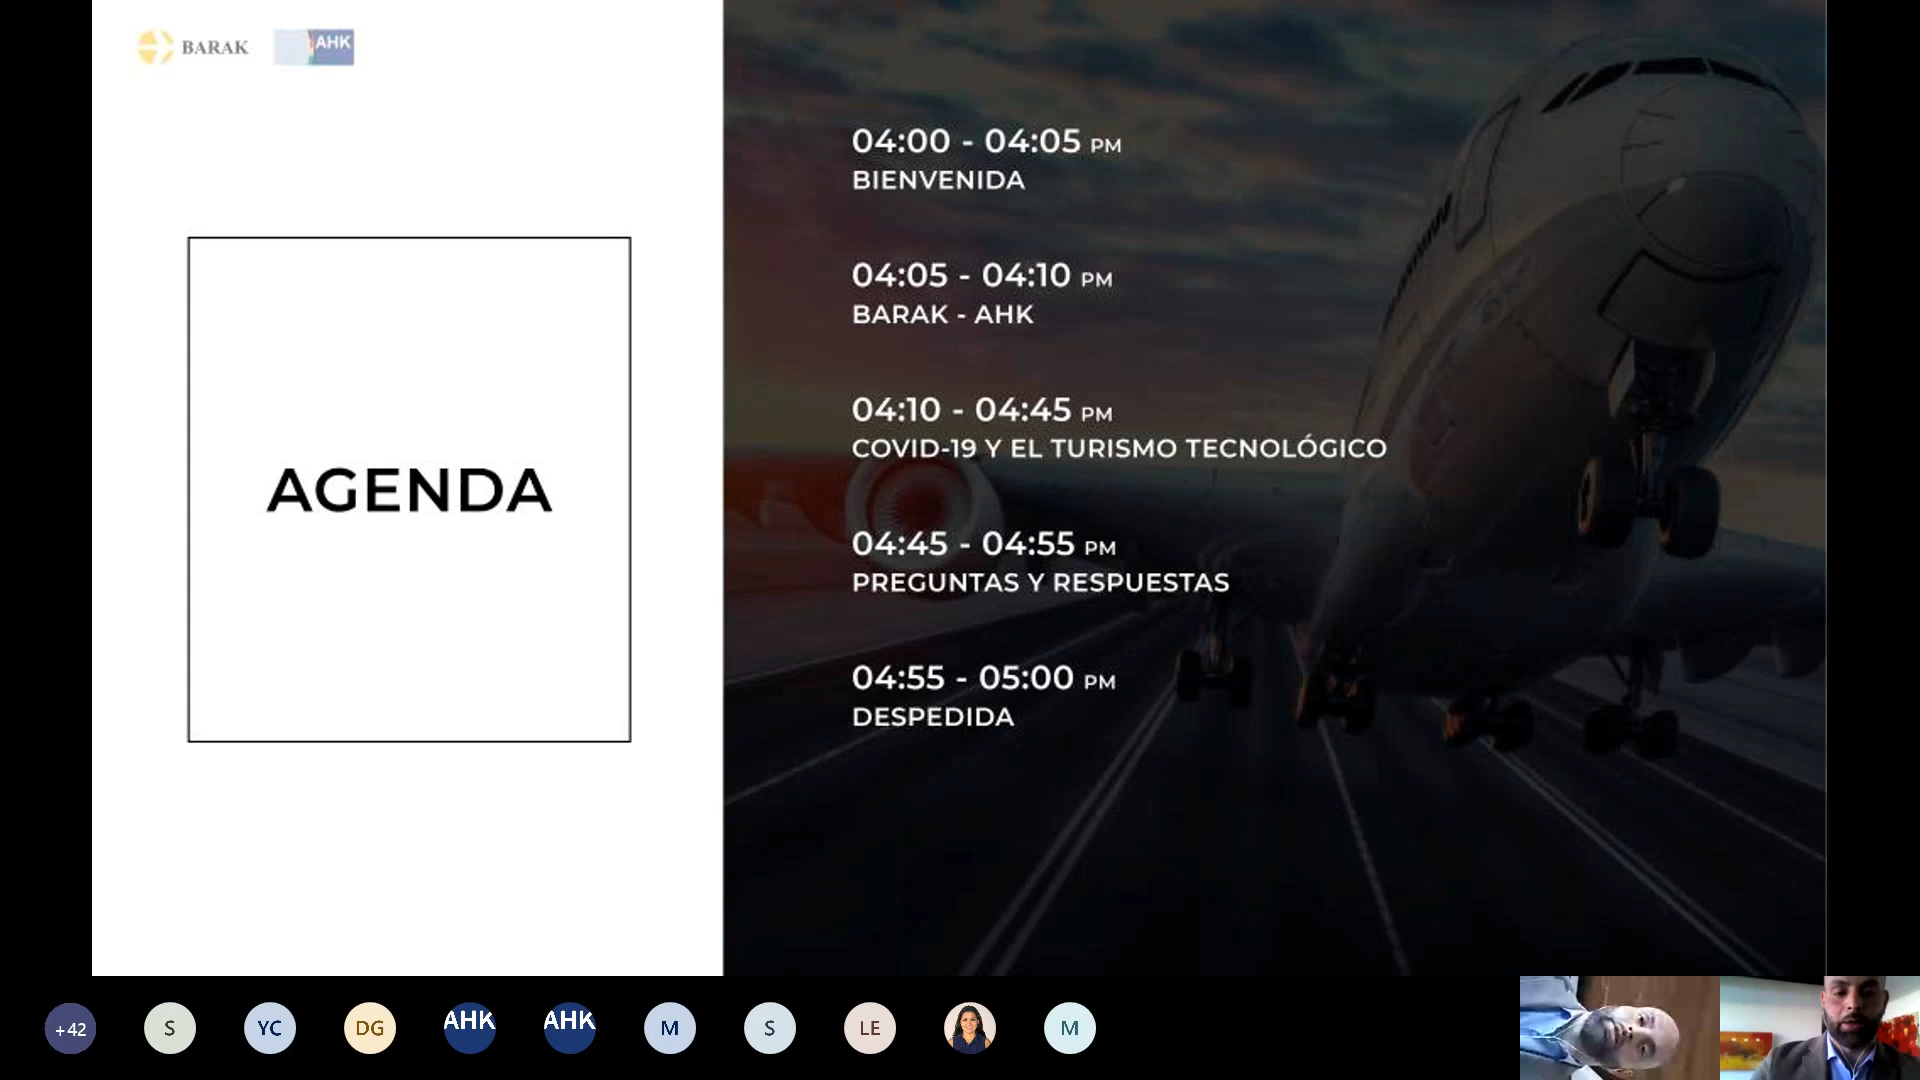 BARAK
AHK
AGENDA
04:00 - 04:05 PM
BIENVENIDA
04:05 - 04:10 PM
BARAK - AHK
04:10 - 04:45 PM
COVID-19 Y EL TURISMO TECNOLÓGICO
04:45 - 04:55 PM
PREGUNTAS Y RESPUESTAS
04:55 - 05:00 PM
DESPEDIDA
+42
S
YC
DG
AHK
AHK
M
S
LE
M